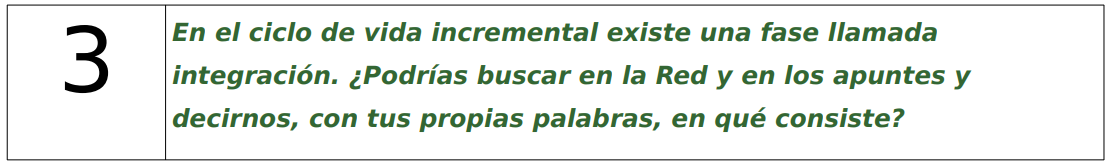 3
En el ciclo de vida incremental existe una fase llamada
integración. ¿Podrías buscar en la Red y en los apuntes y
decirnos, con tus propias palabras, en qué consiste?